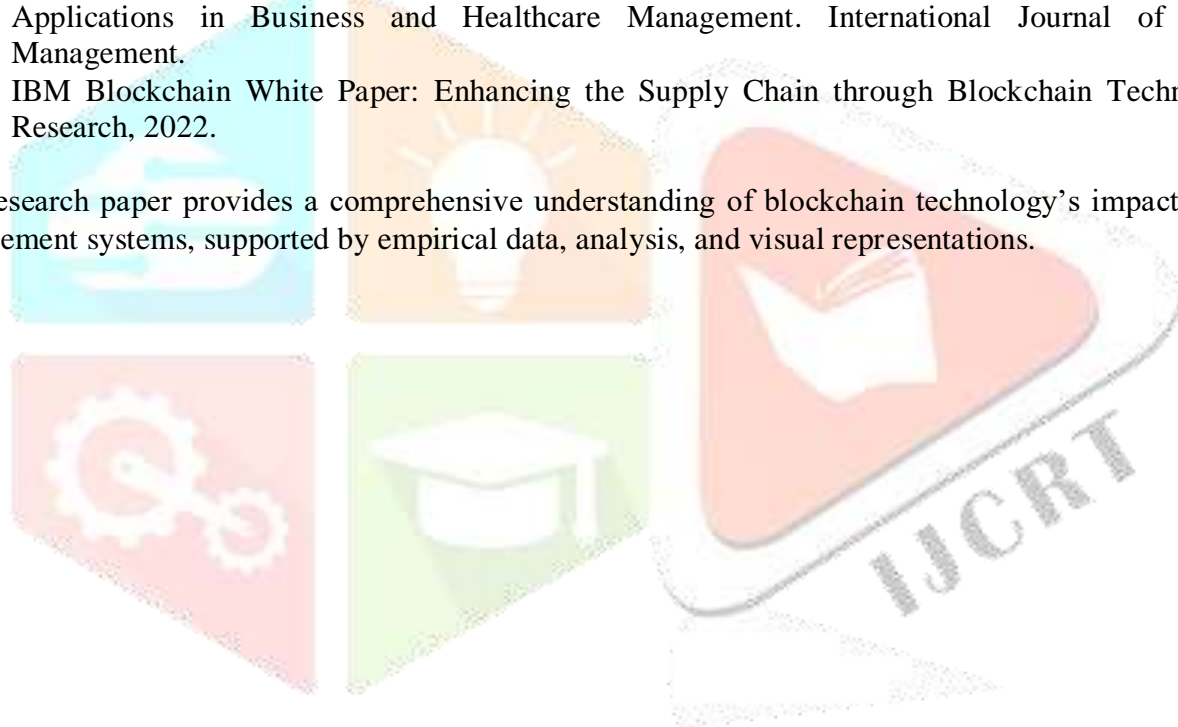 Applications in Business and Healthcare Management. International Journal of
Management.
IBM Blockchain White Paper: Enhancing the Supply Chain through Blockchain Techn
Research, 2022.
esearch paper provides a comprehensive understanding of blockchain technology’s impact
ement systems, supported by empirical data, analysis, and visual representations.
IJCRT